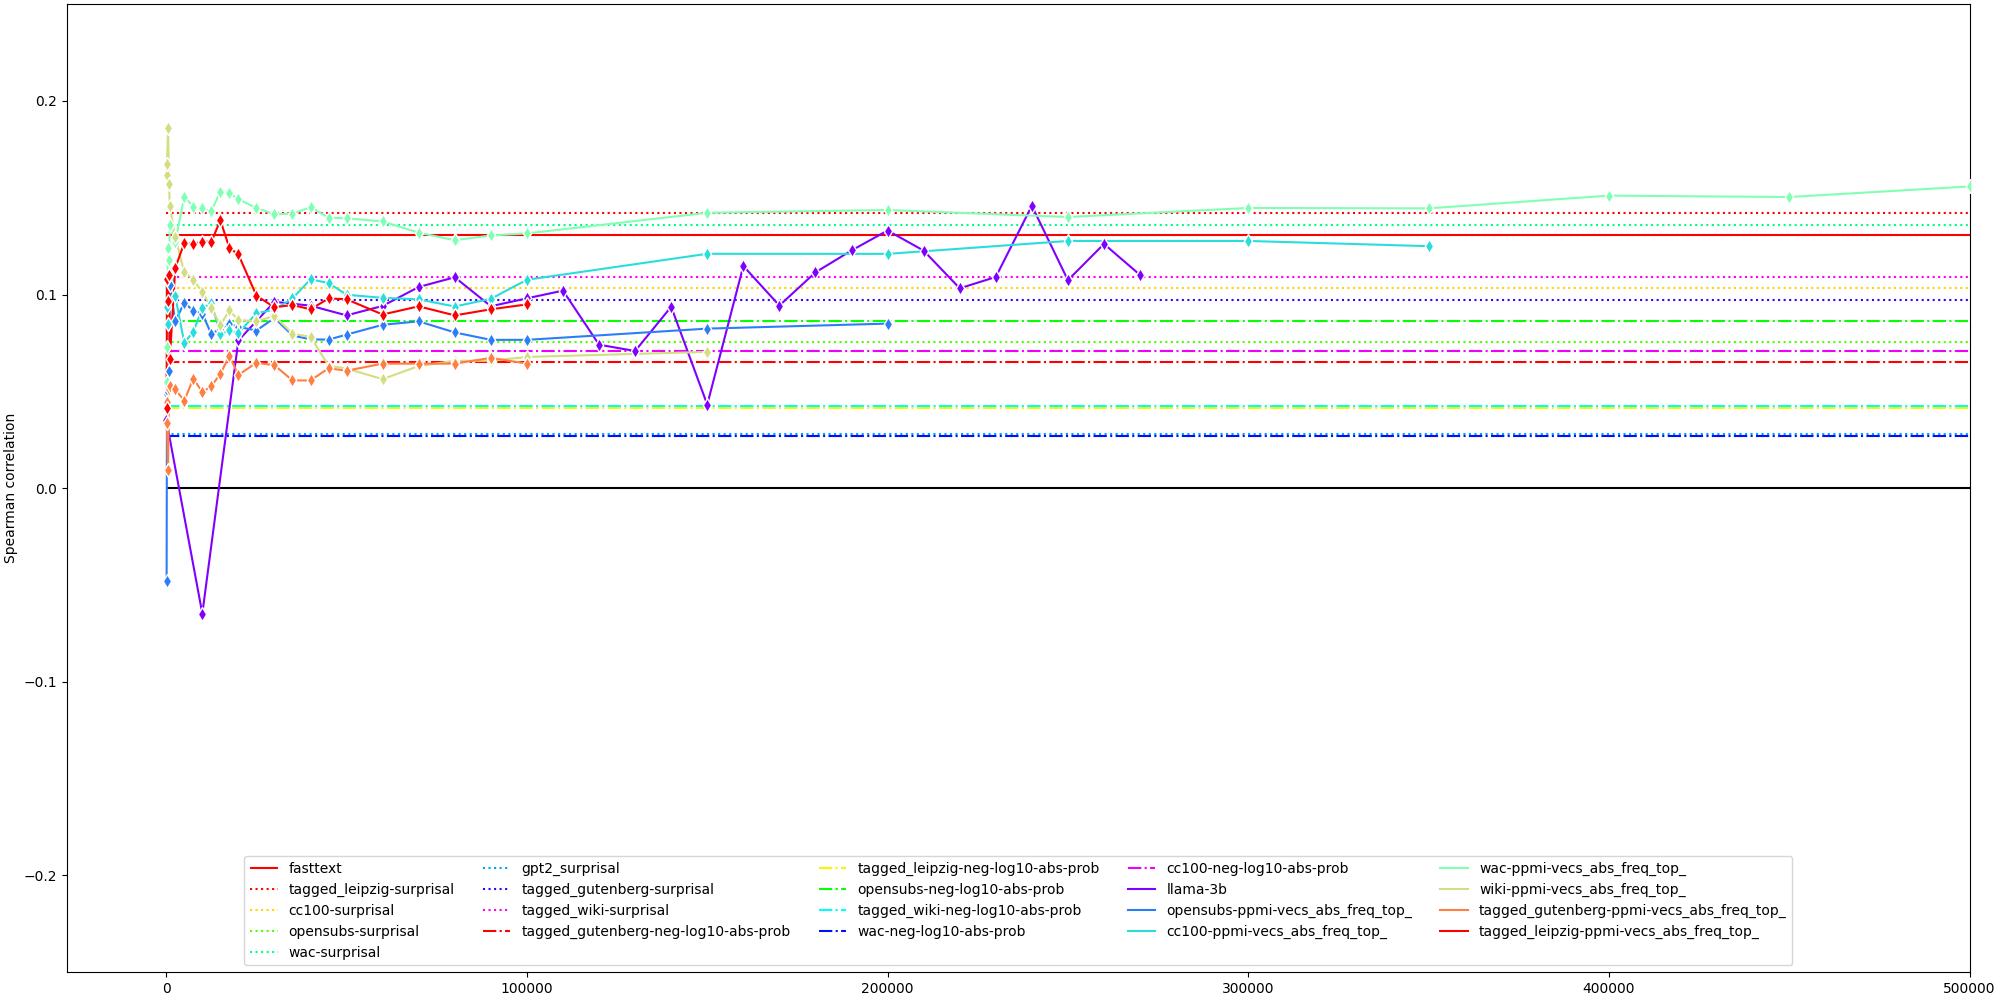 0.2
0.1
0.0
−0.1
−0.2
Spearman correlation
0 100000 200000 300000 400000 500000
fasttext
tagged_leipzig-surprisal
cc100-surprisal
opensubs-surprisal
wac-surprisal
gpt2_surprisal
tagged_gutenberg-surprisal
tagged_wiki-surprisal
tagged_gutenberg-neg-log10-abs-prob
tagged_leipzig-neg-log10-abs-prob
opensubs-neg-log10-abs-prob
tagged_wiki-neg-log10-abs-prob
wac-neg-log10-abs-prob
cc100-neg-log10-abs-prob
llama-3b
opensubs-ppmi-vecs_abs_freq_top_
cc100-ppmi-vecs_abs_freq_top_
wac-ppmi-vecs_abs_freq_top_
wiki-ppmi-vecs_abs_freq_top_
tagged_gutenberg-ppmi-vecs_abs_freq_top_
tagged_leipzig-ppmi-vecs_abs_freq_top_